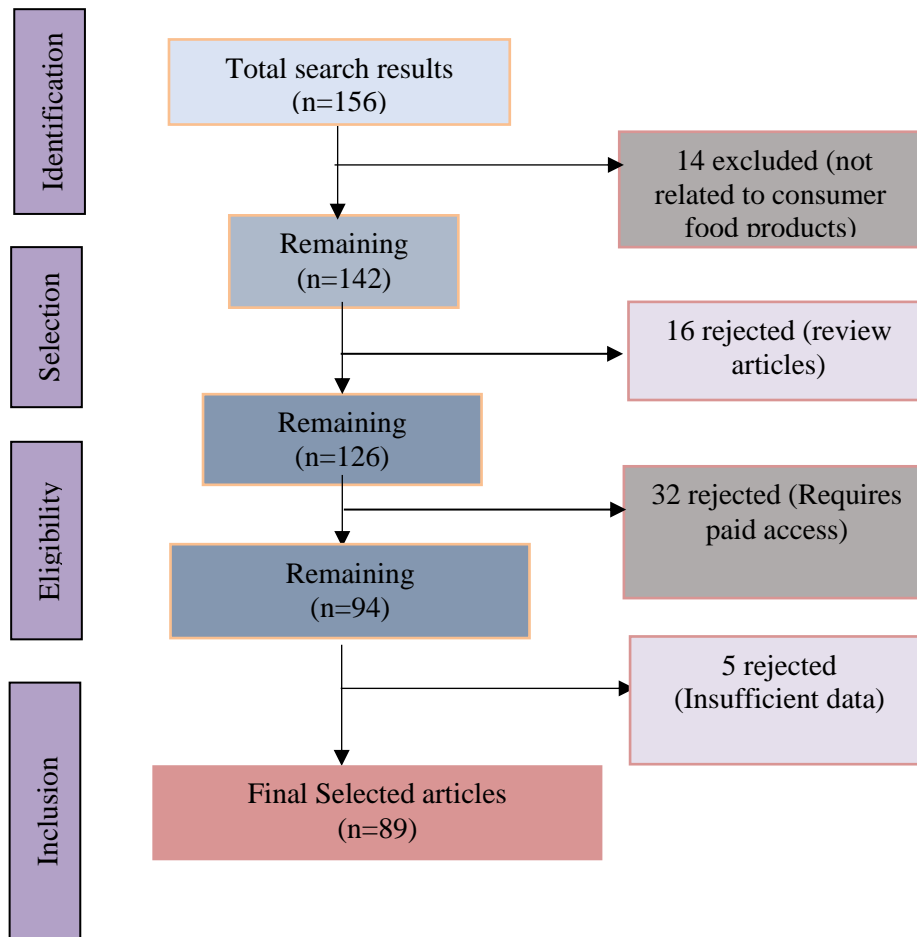 Identification
Total search results
(n=156)
14 excluded (not
related to consumer
food products)
Selection
Remaining
(n=142)
16 rejected (review
articles)
Eligibility
Remaining
(n=126)
32 rejected (Requires
paid access)
Remaining
(n=94)
5 rejected
(Insufficient data)
Inclusion
Final Selected articles
(n=89)